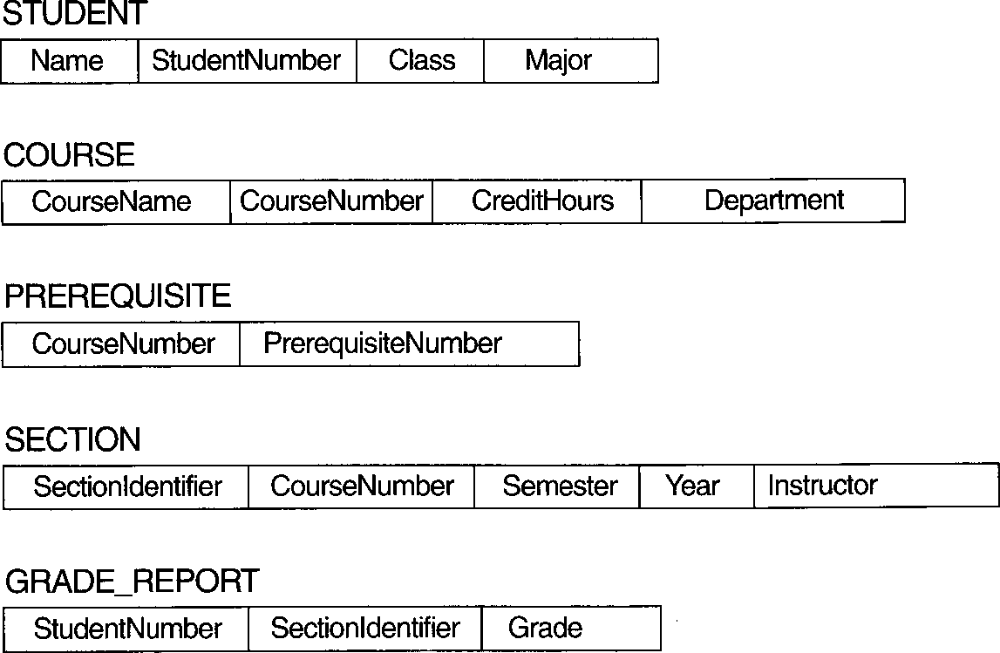 STUDENT
Name StudentNumber Class Major
COURSE
CourseName CourseNumber CreditHours Department
PREREQUISITE
CourseNumber PrerequisiteNumber
SECTION
SectionIdentifier CourseNumber Semester Year Instructor
GRADE_REPORT
StudentNumber SectionIdentifier Grade